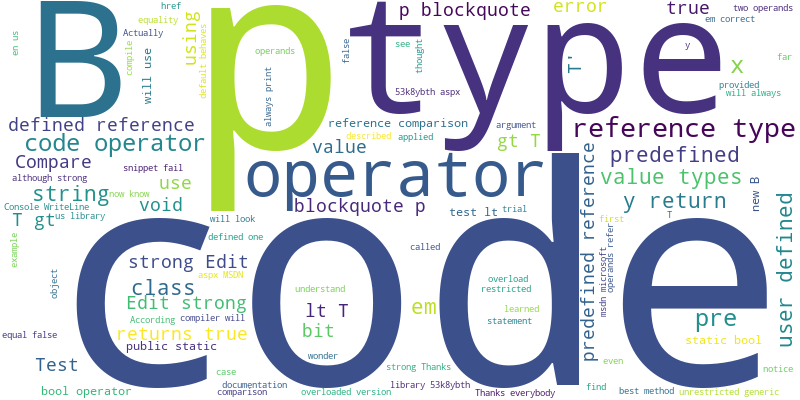 B
p
type
code
operator
href
equality
Actually
en us
compile
will use
using
default behaves
operands
always print
false
see
thought
p blockquote
error
true
em correct
two operands
T'
y
x
far
provided
will always
53k8ybth aspx
defined reference
code operator
reference comparison
described
applied
argument
reference type
Compare
value
gt T
predefined
although strong
snippet fail
use
string
now know
value types
Console WriteLine
void
blockquote p
T gt
us library
will look
test lt
trial
y return
new B
T
first
predefined reference
user defined
example
defined one
called
strong Edit
aspx MSDN
object
class
understand
overload
restricted
msdn microsoft
operands refer
Edit strong
lt T
em
learned
pre
According
compiler will
bit
statement
equal false
returns true
static bool
public static
wonder
even
notice
Test
case
strong Thanks
bool operator
documentation
comparison
overloaded version
library 53k8ybth
Thanks everybody
find
best method
unrestricted generic